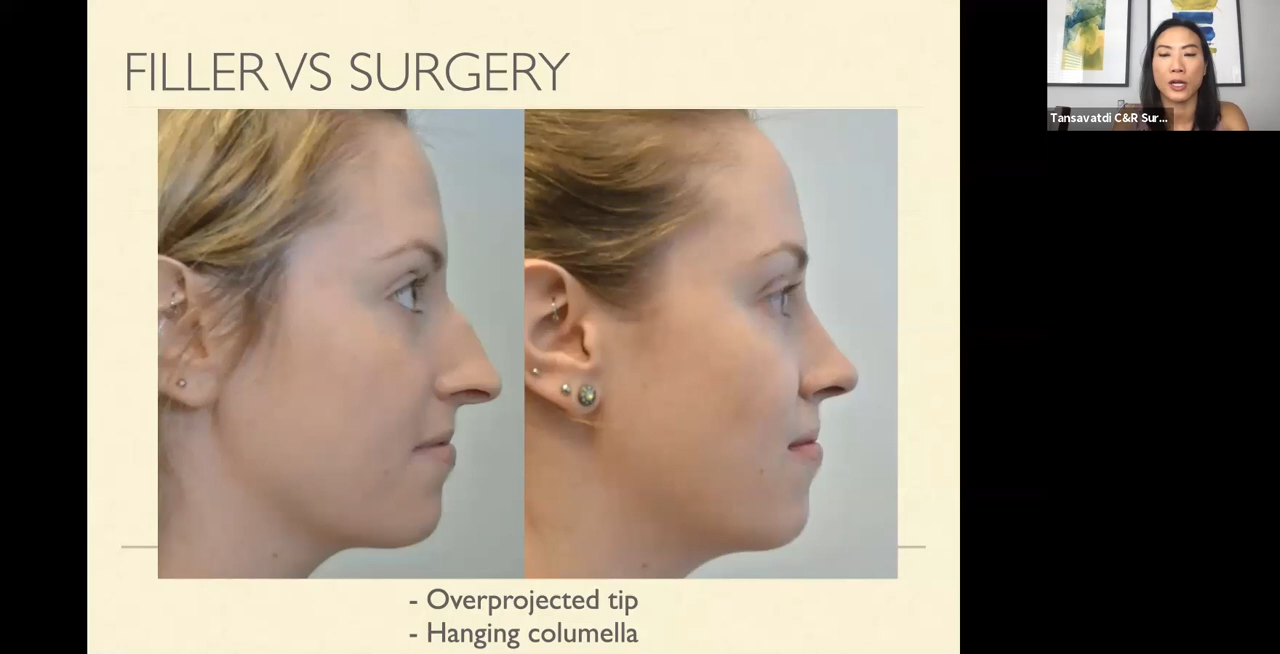 FILLER VS SURGERY
Tansavatdi C&R Sur...
- Overprojected tip
- Hanging columella